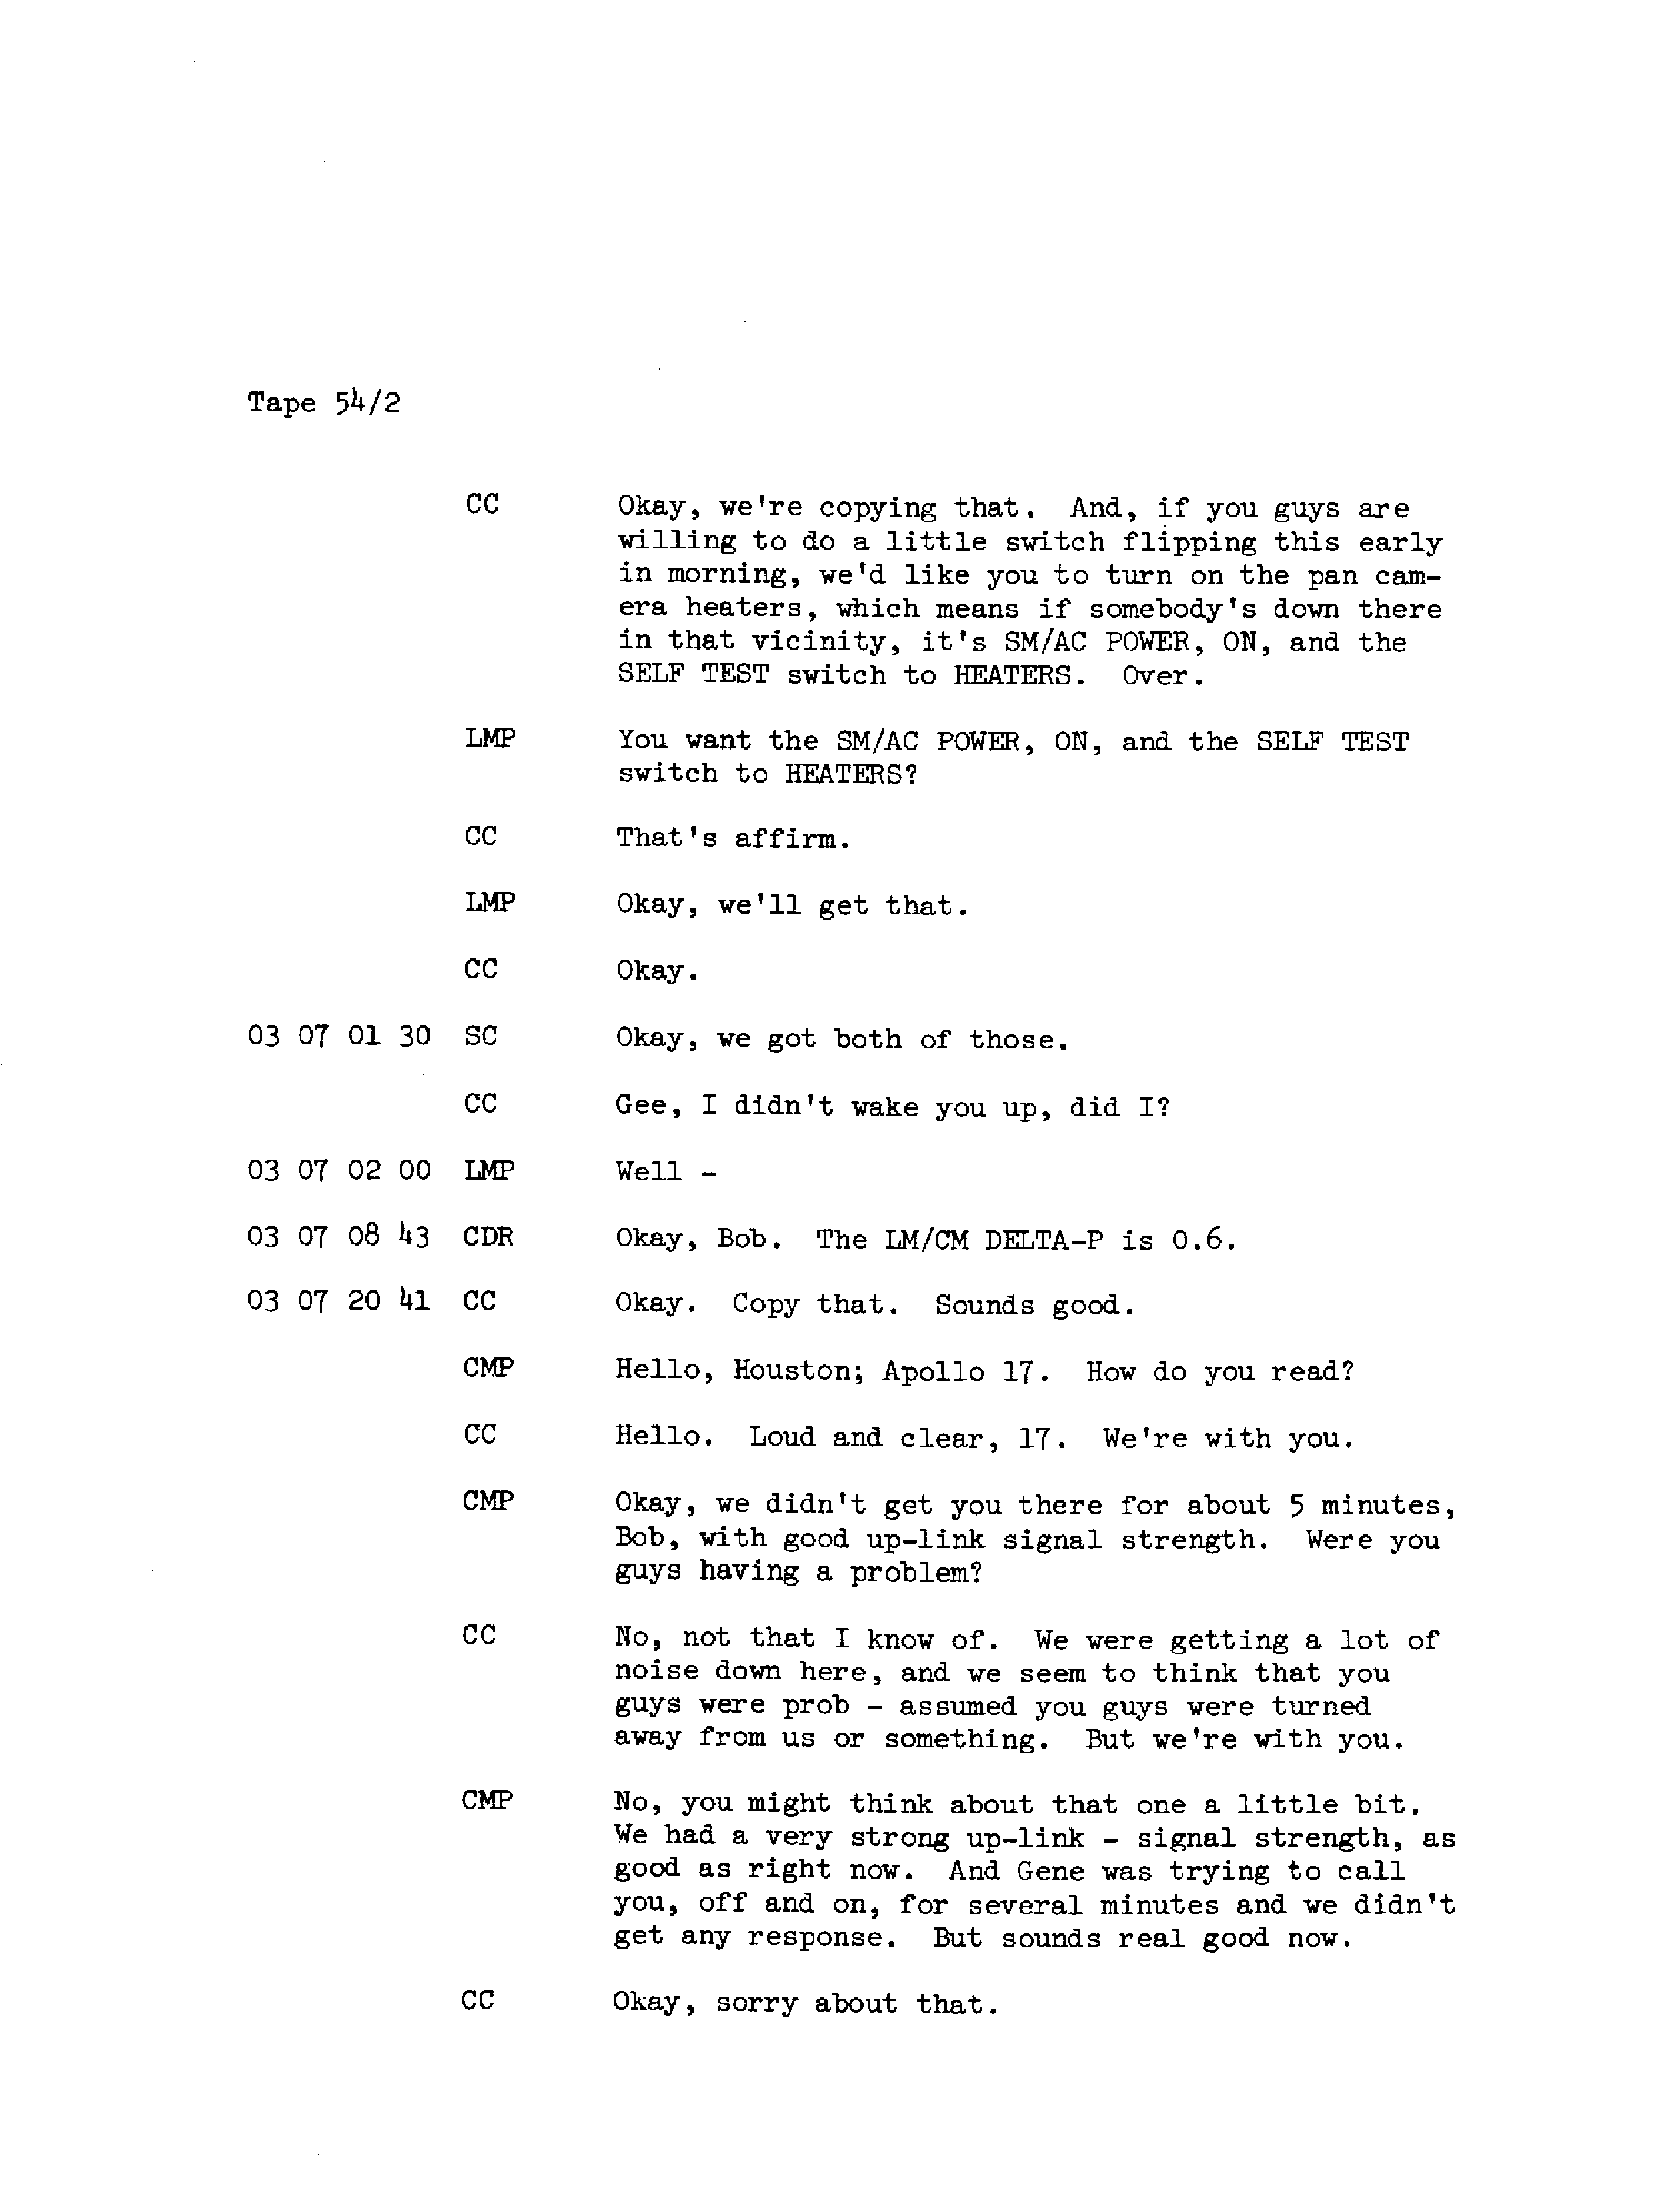 Tape 54/2
CC Okay, we're copying that. And, if you guys are
willing to do a little switch flipping this early
in morning, we'd like you to turn on the pan cam-
era heaters, which means if somebody's down there
in that vicinity, it's SM/AC POWER, ON, and the
SELF TEST switch to HEATERS. Over.
LMP You want the SM/AC POWER, ON, and the SELF TEST
switch to HEATERS?
CC That's affirm.
LMP Okay, we'll get that.
CC Okay.
03 07 01 30 SC Okay, we got both of those.
CC Gee, I didn't wake you up, did I?
03 07 02 00 LMP Well -
03 07 08 43 CDR Okay, Bob. The LM/CM DELTA-P is 0.6.
03 07 20 41 CC Okay. Copy that. Sounds good.
CMP Hello, Houston; Apollo 17. How do you read?
CC Hello. Loud and clear, 17. We're with you.
CMP Okay, we didn't get you there for about 5 minutes,
Bob, with good up-link signal strength. Were you
guys having a problem?
CC No, not that I know of. We were getting a lot of
noise down here, and we seem to think that you
guys were prob - assumed you guys were turned
away from us or something. But we're with you.
CMP No, you might think about that one a little bit.
We had a very strong up-link - signal strength, as
good as right now. And Gene was trying to call
you, off and on, for several minutes and we didn't
get any response. But sounds real good now.
CC Okay, sorry about that.